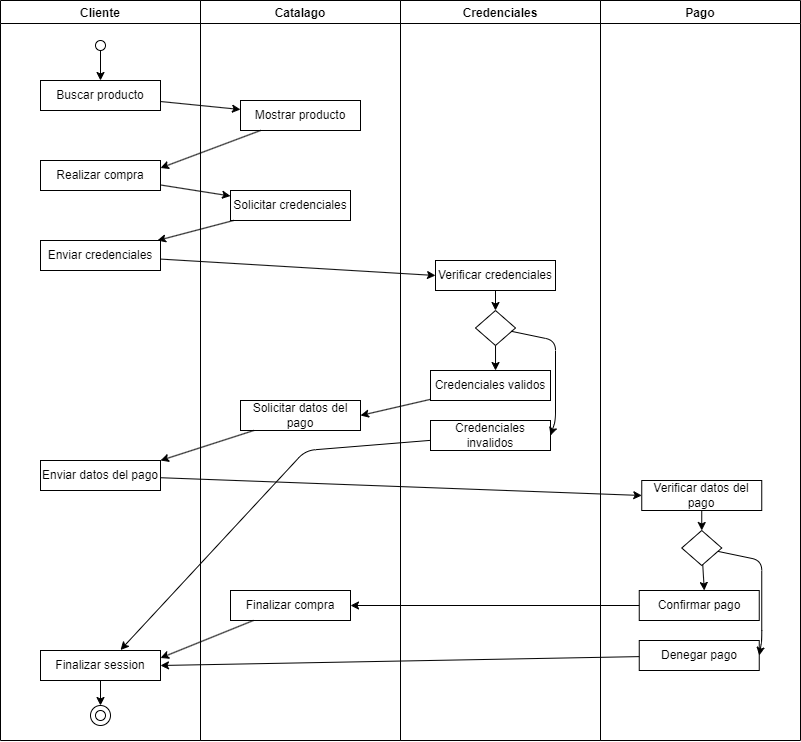 Cliente
Catalago
Credenciales
Pago
Buscar producto
Mostrar producto
Realizar compra
Solicitar credenciales
Enviar credenciales
Verificar credenciales
Credenciales validos
Solicitar datos del
pago
Credenciales
invalidos
Enviar datos del pago
Verificar datos del
pago
Finalizar compra
Confirmar pago
Finalizar session
Denegar pago